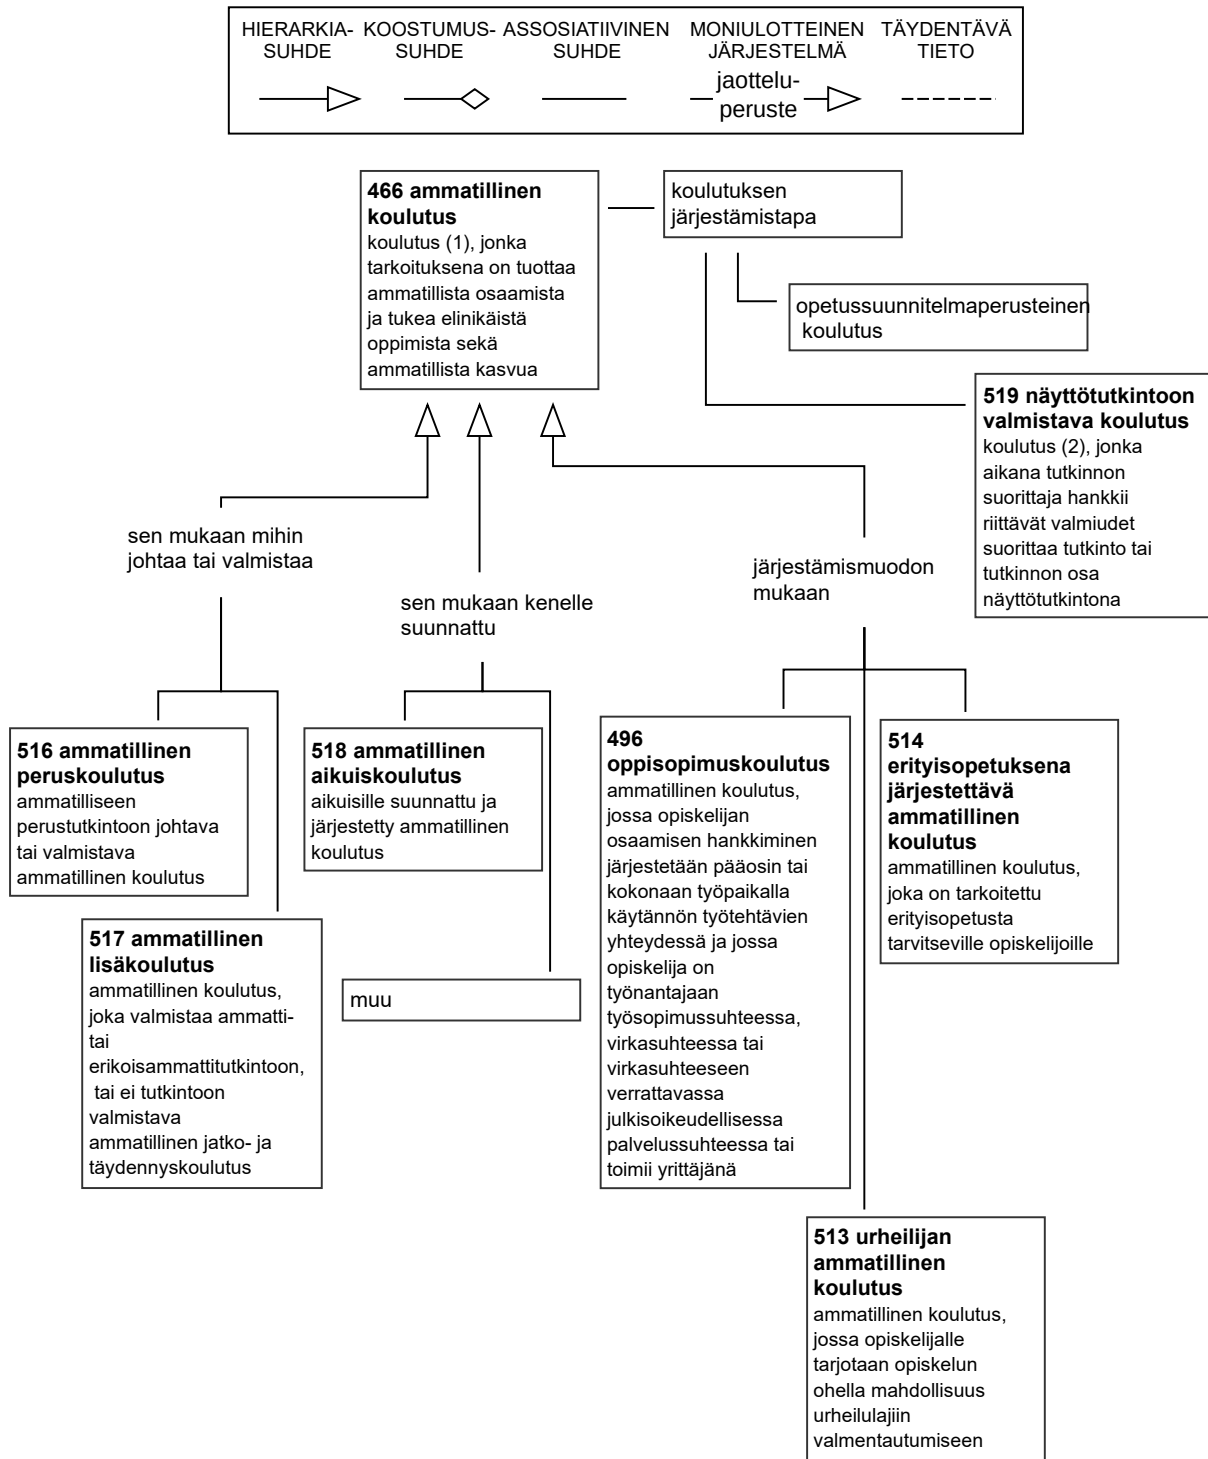 HIERARKIA-
SUHDE
KOOSTUMUS-
SUHDE
ASSOSIATIIVINEN
SUHDE
MONIULOTTEINEN
JÄRJESTELMÄ
jaottelu-
peruste
TÄYDENTÄVÄ
TIETO
466 ammatillinen
koulutus
koulutus (1), jonka
tarkoituksena on tuottaa
ammatillista osaamista
ja tukea elinikäistä
oppimista sekä
ammatillista kasvua
koulutuksen
järjestämistapa
opetussuunnitelmaperusteinen
koulutus
519 näyttötutkintoon
valmistava koulutus
koulutus (2), jonka
aikana tutkinnon
suorittaja hankkii
riittävät valmiudet
suorittaa tutkinto tai
tutkinnon osa
näyttötutkintona
sen mukaan mihin
johtaa tai valmistaa
sen mukaan kenelle
suunnattu
järjestämismuodon
mukaan
516 ammatillinen
peruskoulutus
ammatilliseen
perustutkintoon johtava
tai valmistava
ammatillinen koulutus
517 ammatillinen
lisäkoulutus
ammatillinen koulutus,
joka valmistaa ammatti-
tai
erikoisammattitutkintoon,
tai ei tutkintoon
valmistava
ammatillinen jatko- ja
täydennyskoulutus
518 ammatillinen
aikuiskoulutus
aikuisille suunnattu ja
järjestetty ammatillinen
koulutus
muu
496
oppisopimuskoulutus
ammatillinen koulutus,
jossa opiskelijan
osaamisen hankkiminen
järjestetään pääosin tai
kokonaan työpaikalla
käytännön työtehtävien
yhteydessä ja jossa
opiskelija on
työnantajaan
työsopimussuhteessa,
virkasuhteessa tai
virkasuhteeseen
verrattavassa
julkisoikeudellisessa
palvelussuhteessa tai
toimii yrittäjänä
514
erityisopetuksena
järjestettävä
ammatillinen
koulutus
ammatillinen koulutus,
joka on tarkoitettu
erityisopetusta
tarvitseville opiskelijoille
513 urheilijan
ammatillinen
koulutus
ammatillinen koulutus,
jossa opiskelijalle
tarjotaan opiskelun
ohella mahdollisuus
urheilulajiin
valmentautumiseen